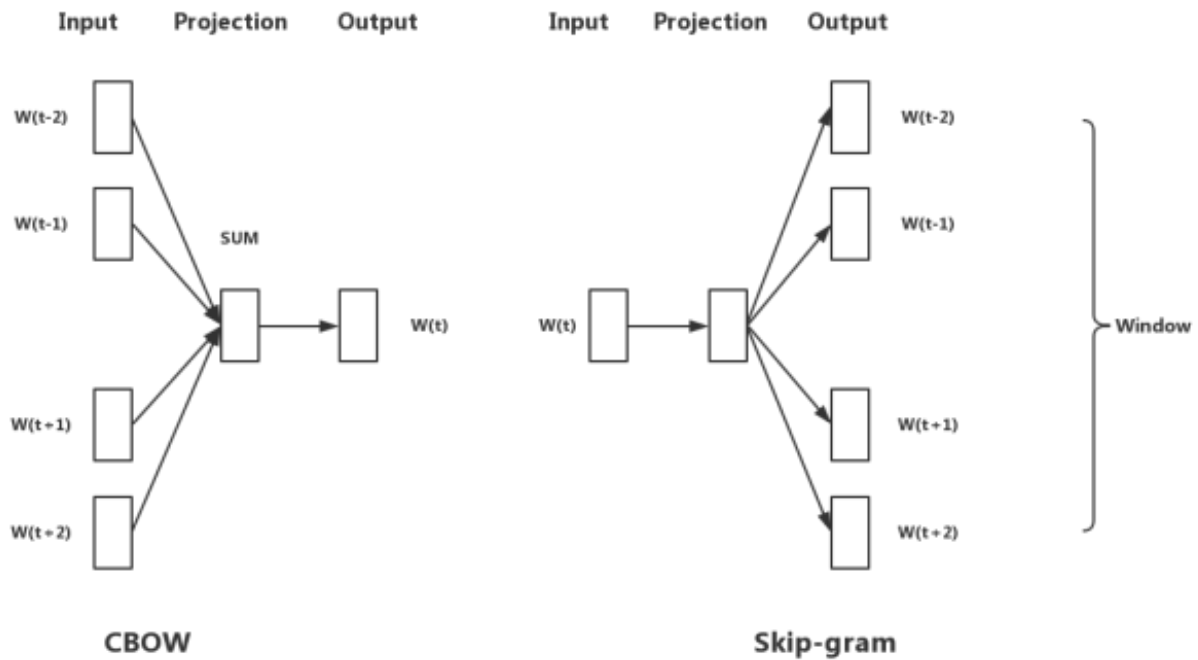 Input Projection Output
W(t-2)
W(t-1)
SUM
W(t)
W(t+1)
W(t+2)
CBOW
Input Projection Output
W(t-2)
W(t-1)
W(t)
Window
W(t+1)
W(t+2)
Skip-gram